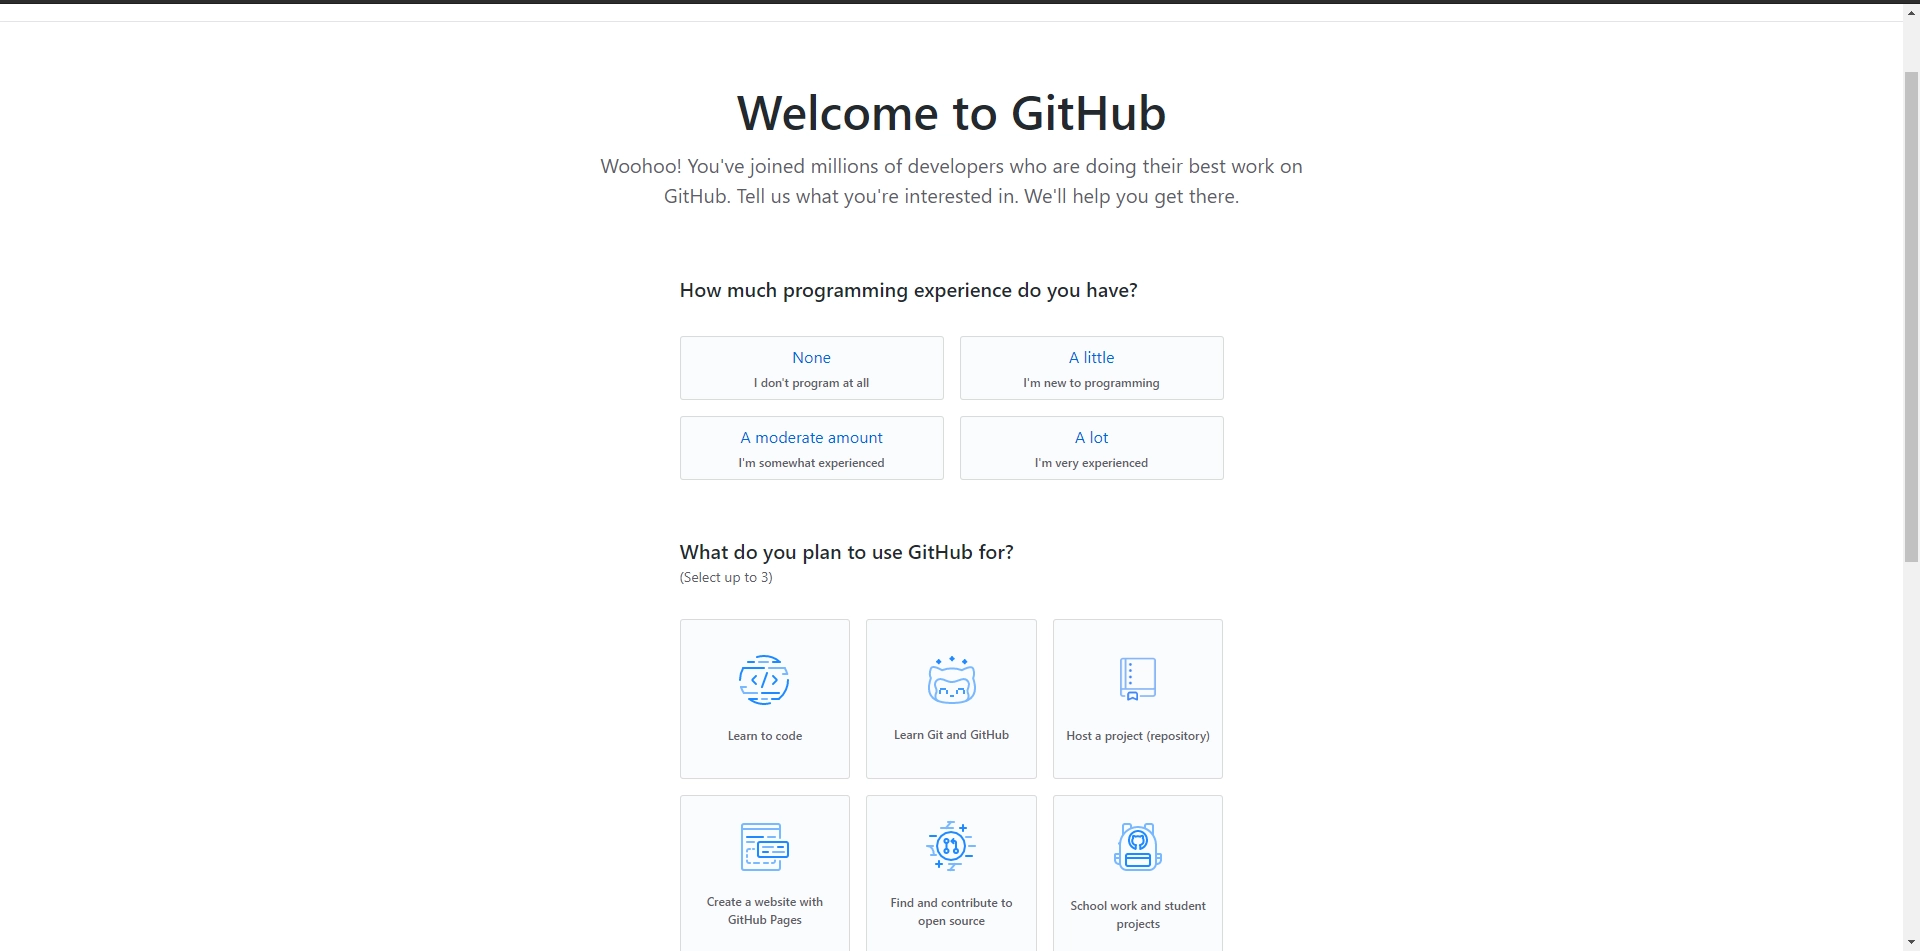 Welcome to GitHub
Woohoo! You've joined millions of developers who are doing their best work on
GitHub. Tell us what you're interested in. We'll help you get there.
How much programming experience do you have?
None
I don't program at all
A little
I'm new to programming
A moderate amount
I'm somewhat experienced
A lot
I'm very experienced
What do you plan to use GitHub for?
(Select up to 3)
Learn to code
Learn Git and GitHub
Host a project (repository)
Create a website with
GitHub Pages
Find and contribute to
open source
School work and student
projects